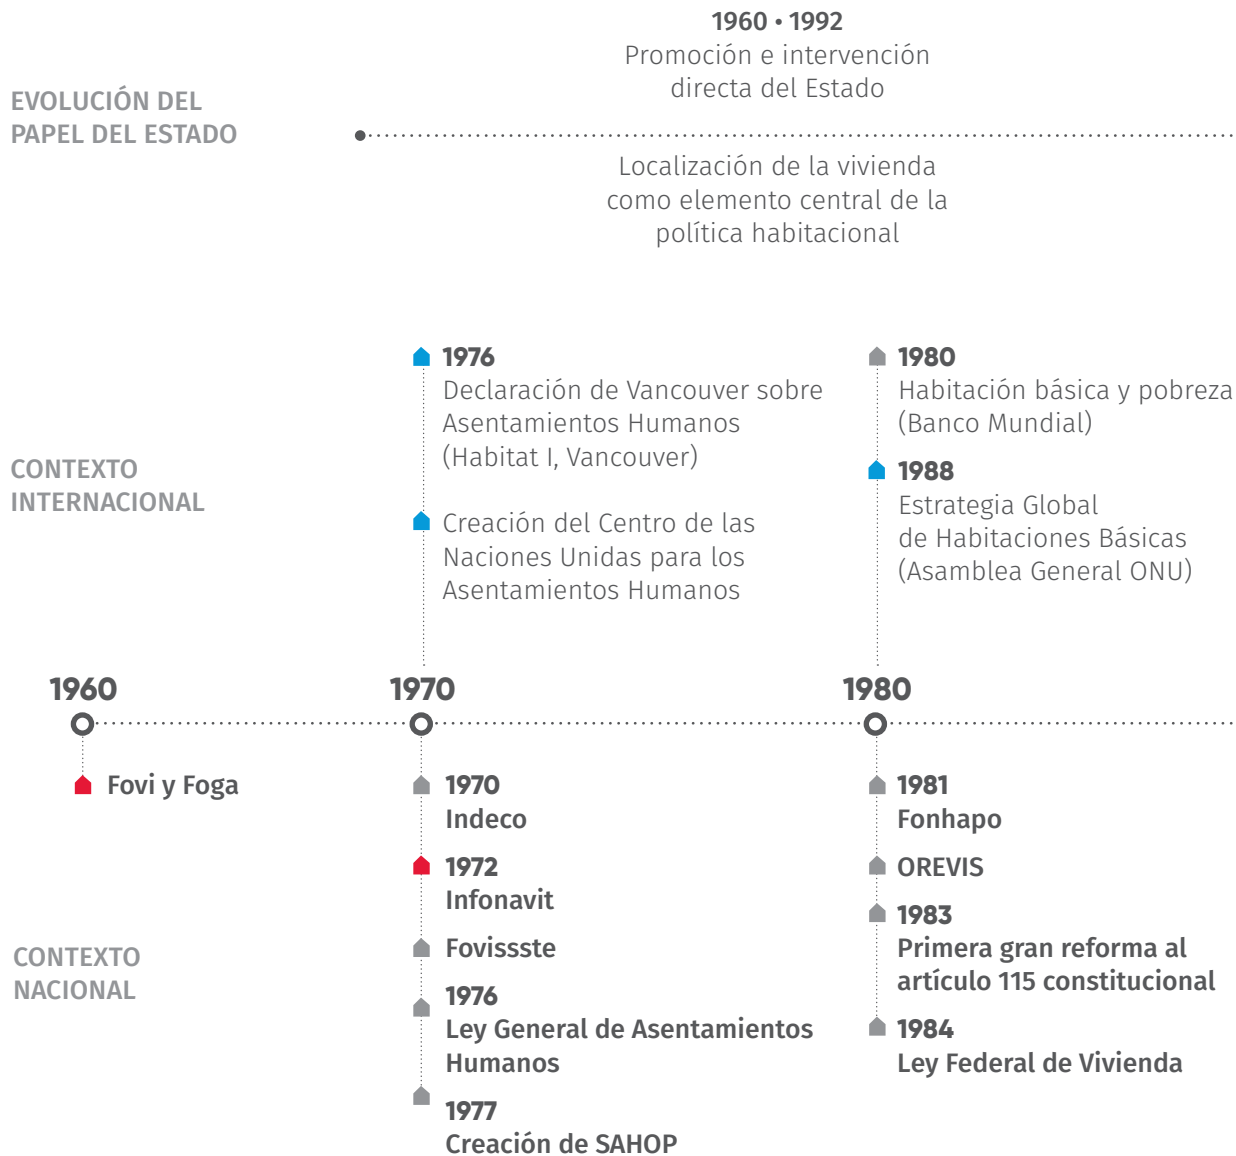 1960 • 1992
Promoción e intervención
directa del Estado
EVOLUCIÓN DEL
PAPEL DEL ESTADO
Localización de la vivienda
como elemento central de la
política habitacional
CONTEXTO
INTERNACIONAL
1976
Declaración de Vancouver sobre
Asentamientos Humanos
(Habitat I, Vancouver)
Creación del Centro de las
Naciones Unidas para los
Asentamientos Humanos
1980
Habitación básica y pobreza
(Banco Mundial)
1988
Estrategia Global
de Habitaciones Básicas
(Asamblea General ONU)
1960
1970
1980
CONTEXTO
NACIONAL
Fovi y Foga
1970
Indeco
1972
Infonavit
Fovissste
1976
Ley General de Asentamientos
Humanos
1977
Creación de SAHOP
1981
Fonhapo
OREVIS
1983
Primera gran reforma al
artículo 115 constitucional
1984
Ley Federal de Vivienda